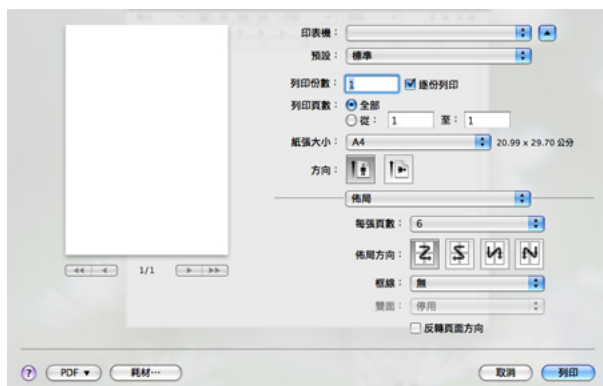 印表機：
預設： 標準
列印份數： 1 逐份列印
列印頁數： 全部
從： 1 至： 1
紙張大小： A4 20.99 x 29.70 公分
方向：
佈局
每張頁數： 6
佈局方向：
1/1
框線： 無
雙面： 停用
反轉頁面方向
? PDF ▼ 耗材… 取消 列印